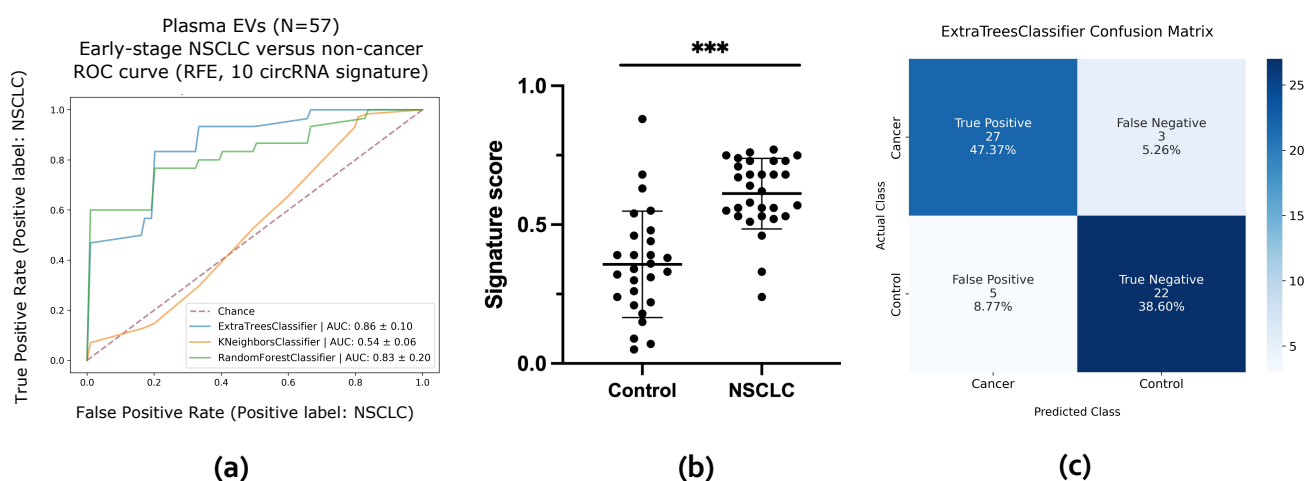 Plasma EVs (N=57)
Early-stage NSCLC versus non-cancer
ROC curve (RFE, 10 circRNA signature)
True Positive Rate (Positive label: NSCLC)
1.0
0.8
0.6
0.4
0.2
0.0
Chance
ExtraTreesClassifier | AUC: 0.86 ± 0.10
KNeighborsClassifier | AUC: 0.54 ± 0.06
RandomForestClassifier | AUC: 0.83 ± 0.20
0.0 0.2 0.4 0.6 0.8 1.0
False Positive Rate (Positive label: NSCLC)
(a)
***
Signature score
1.0
0.5
0.0
Control NSCLC
(b)
ExtraTreesClassifier Confusion Matrix
Actual Class
Cancer
Control
True Positive
27
47.37%
False Negative
3
5.26%
False Positive
5
8.77%
True Negative
22
38.60%
Cancer Control
Predicted Class
25
20
15
10
5
(c)